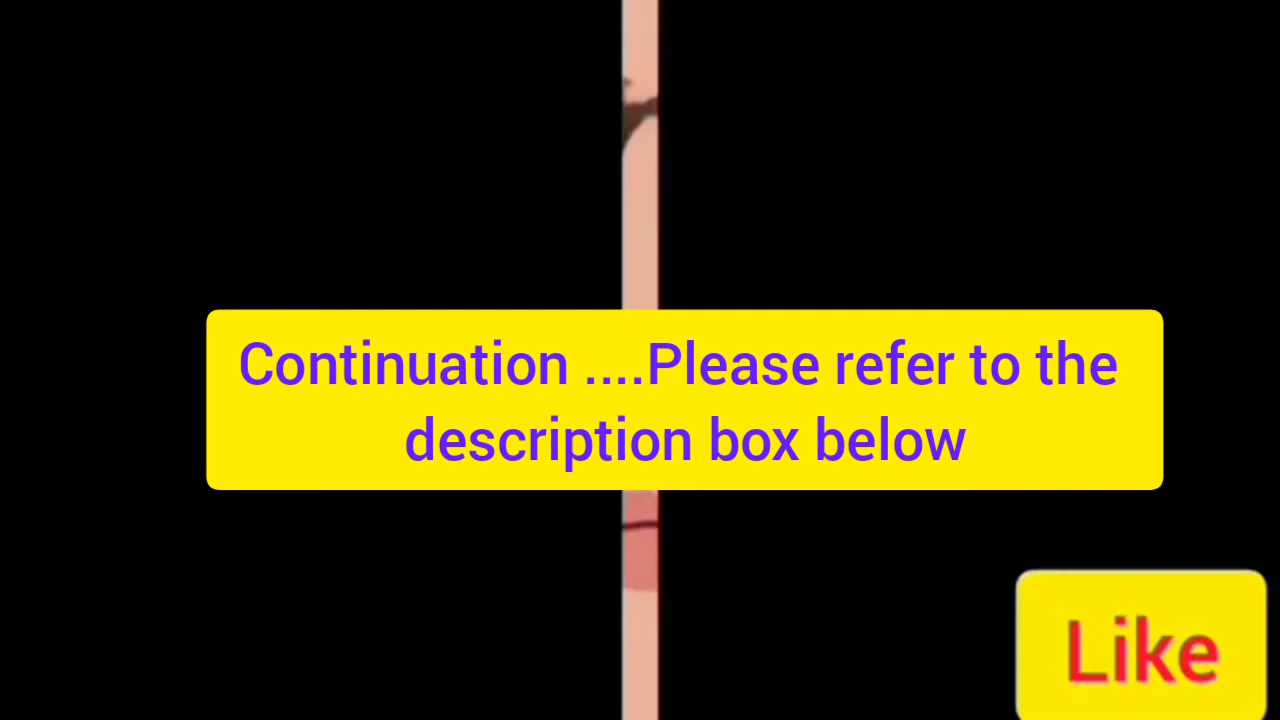 Continuation ....Please refer to the
description box below
Like